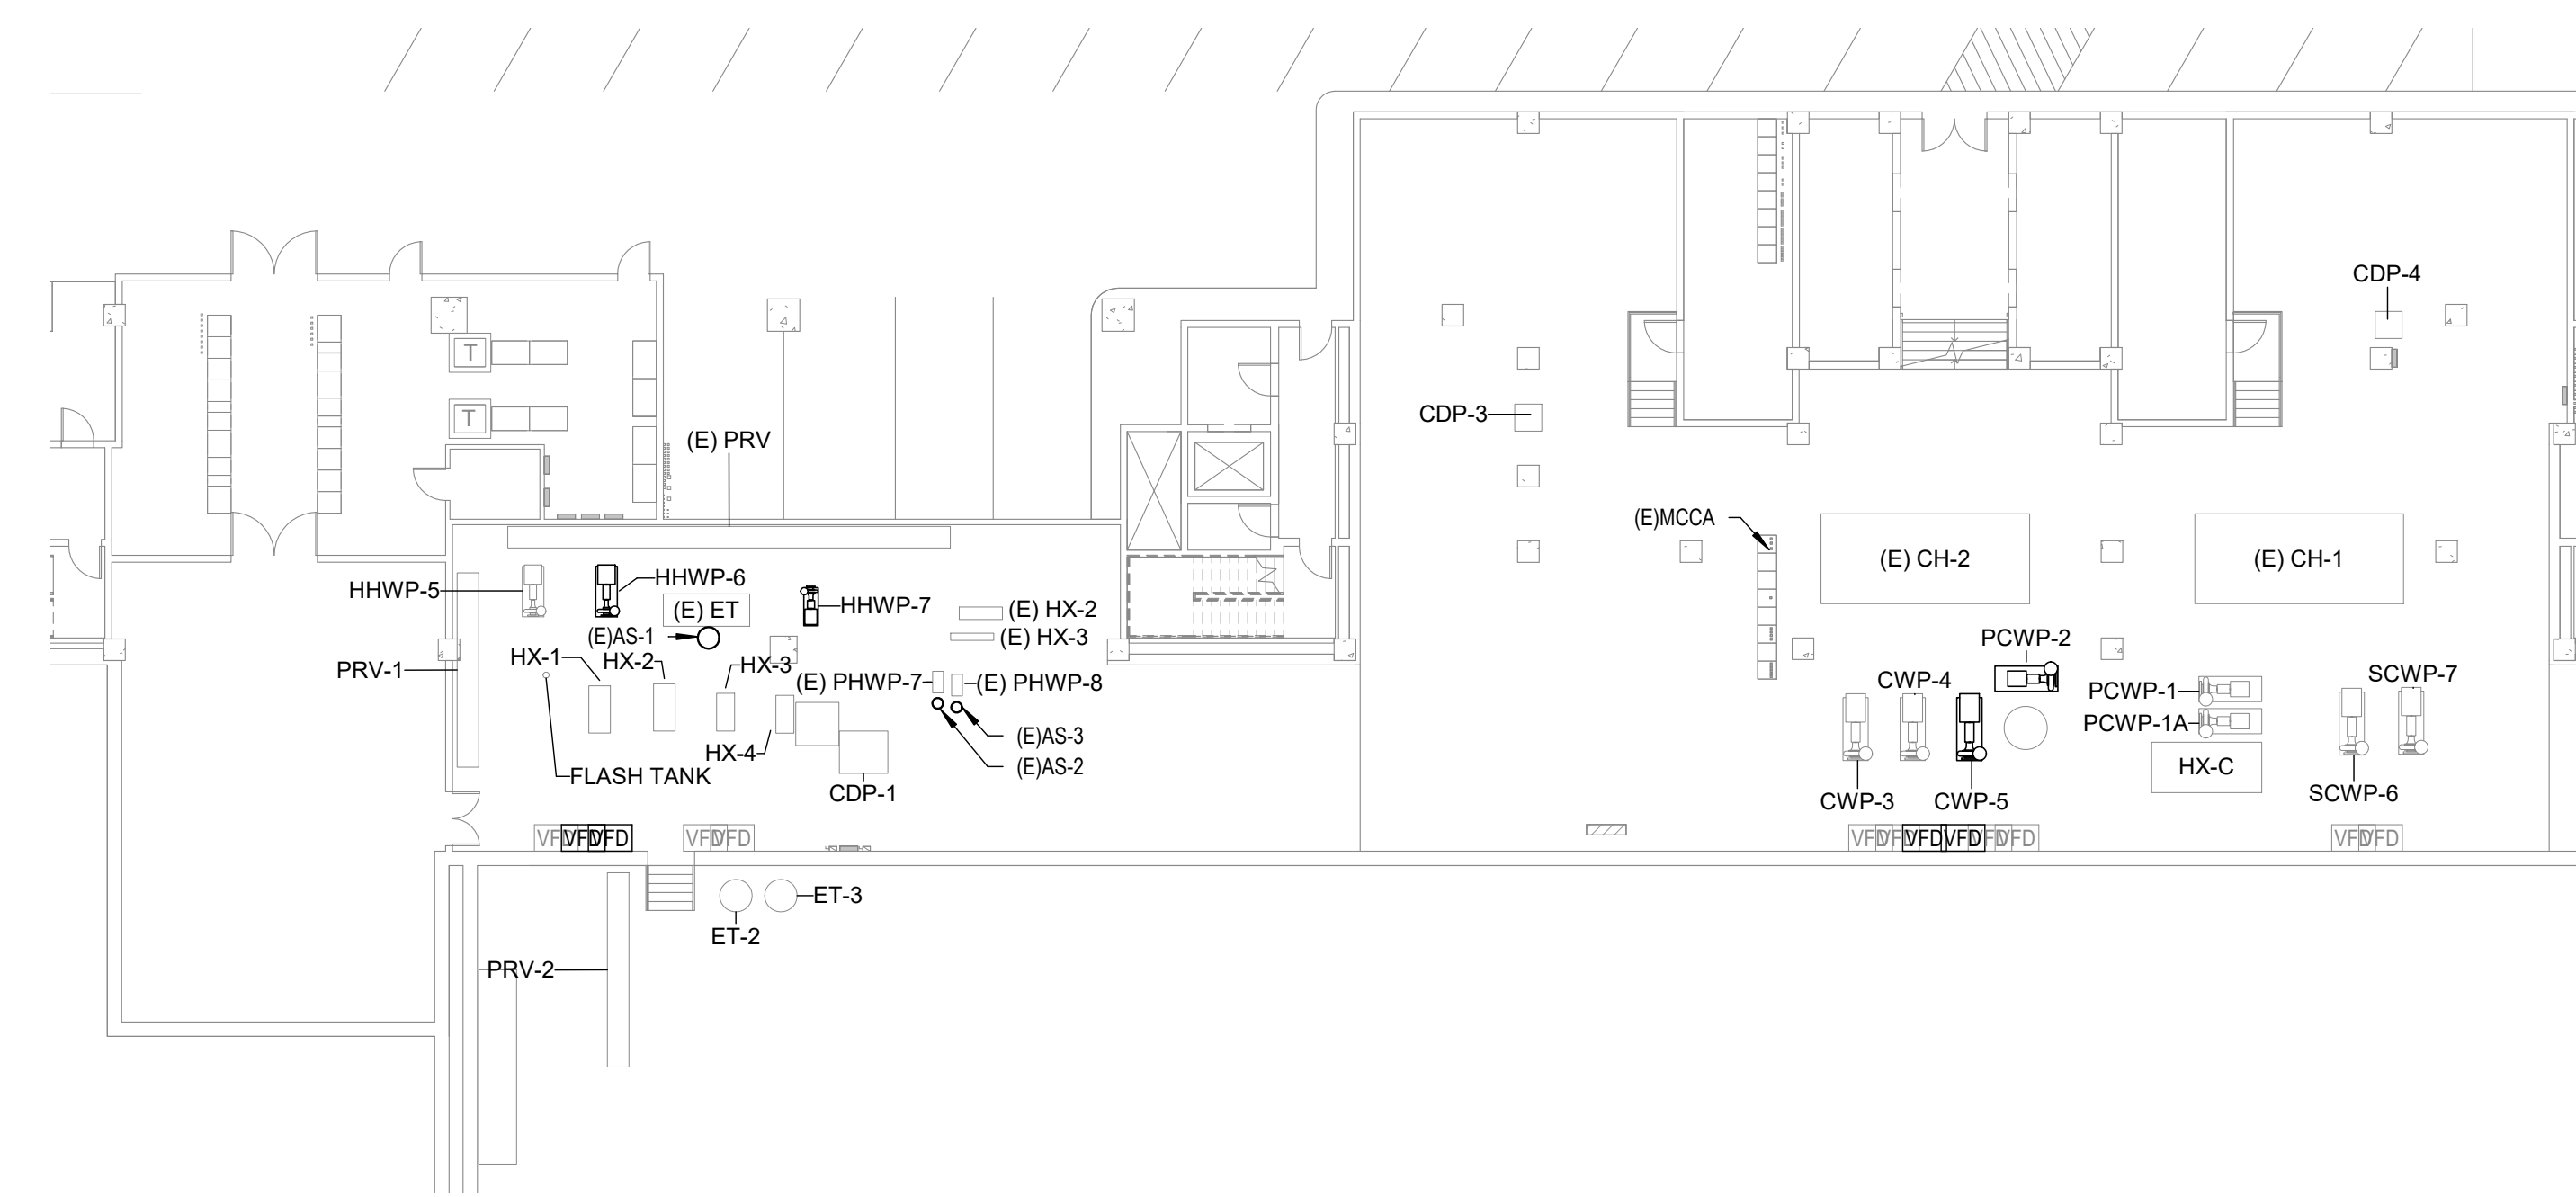 CDP-4
T
CDP-3
T
(E) PRV
(E)MCCA
(E) CH-2
(E) CH-1
HHWP-5
HHWP-6
(E) ET
HHWP-7
(E) HX-2
(E)AS-1
(E) HX-3
PCWP-2
HX-1
HX-2
HX-3
PRV-1
(E) PHWP-7
(E) PHWP-8
CWP-4
PCWP-1
SCWP-7
PCWP-1A
(E)AS-3
HX-4
(E)AS-2
HX-C
FLASH TANK
CDP-1
CWP-3
CWP-5
SCWP-6
VFD
VFD
VFD
VFD
VFD
VFD
VFD
VFD
VFD
VFD
VFD
VFD
VFD
ET-3
ET-2
PRV-2